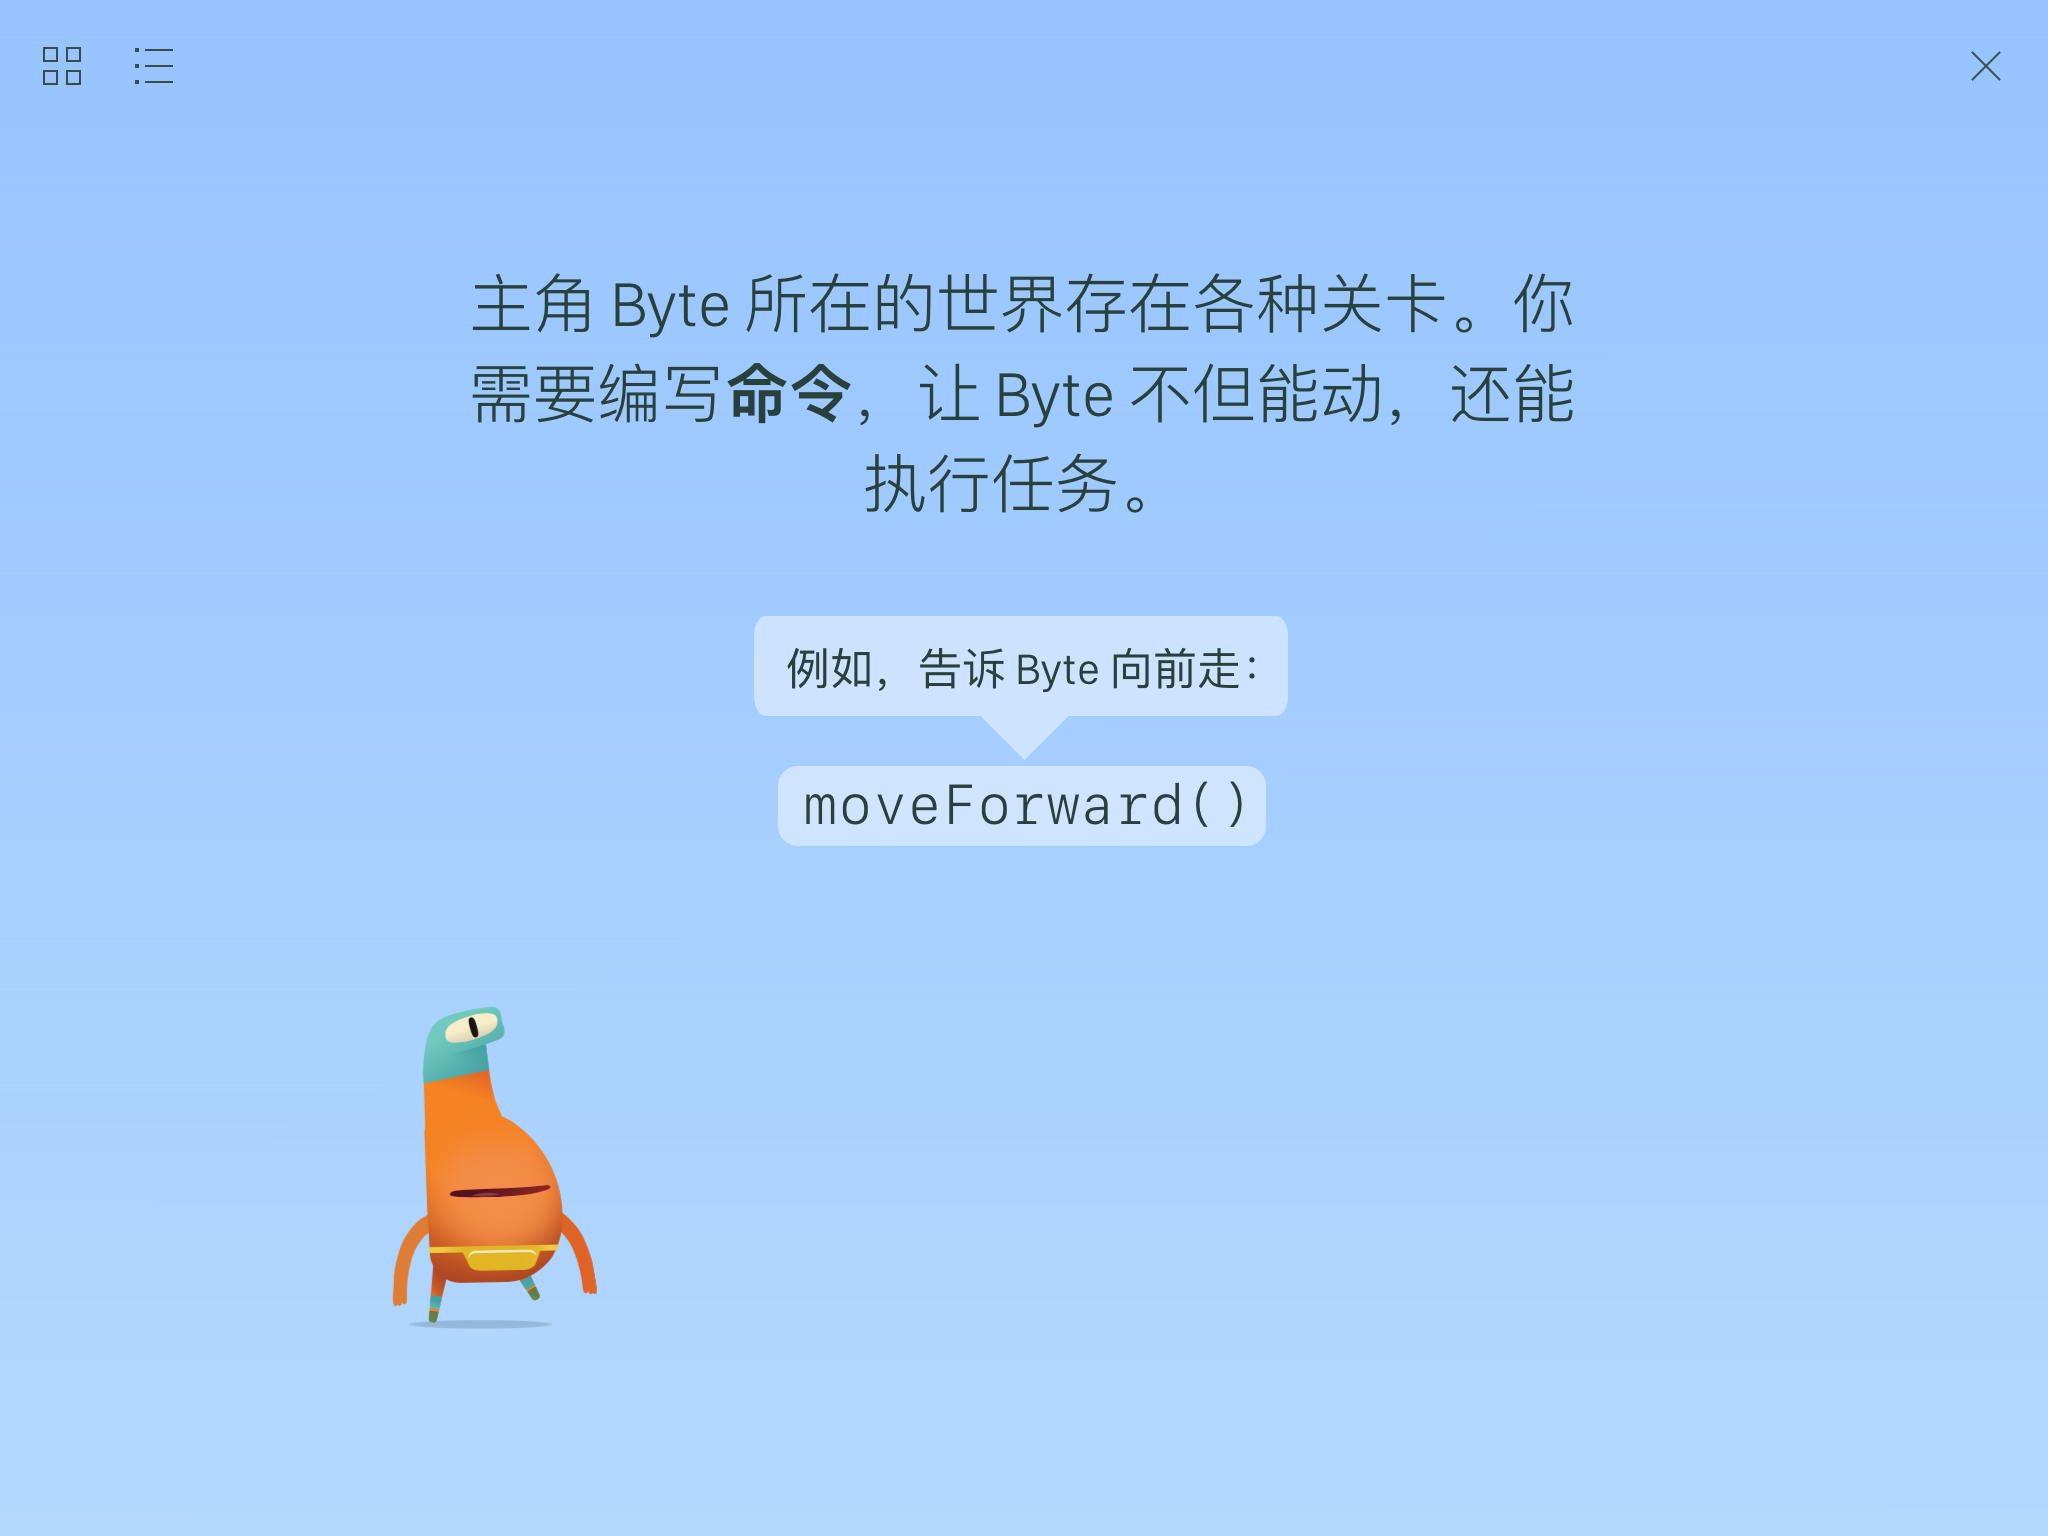 主角 Byte 所在的世界存在各种关卡。你
需要编写命令，让 Byte 不但能动，还能
执行任务。
例如，告诉 Byte 向前走：
moveForward()